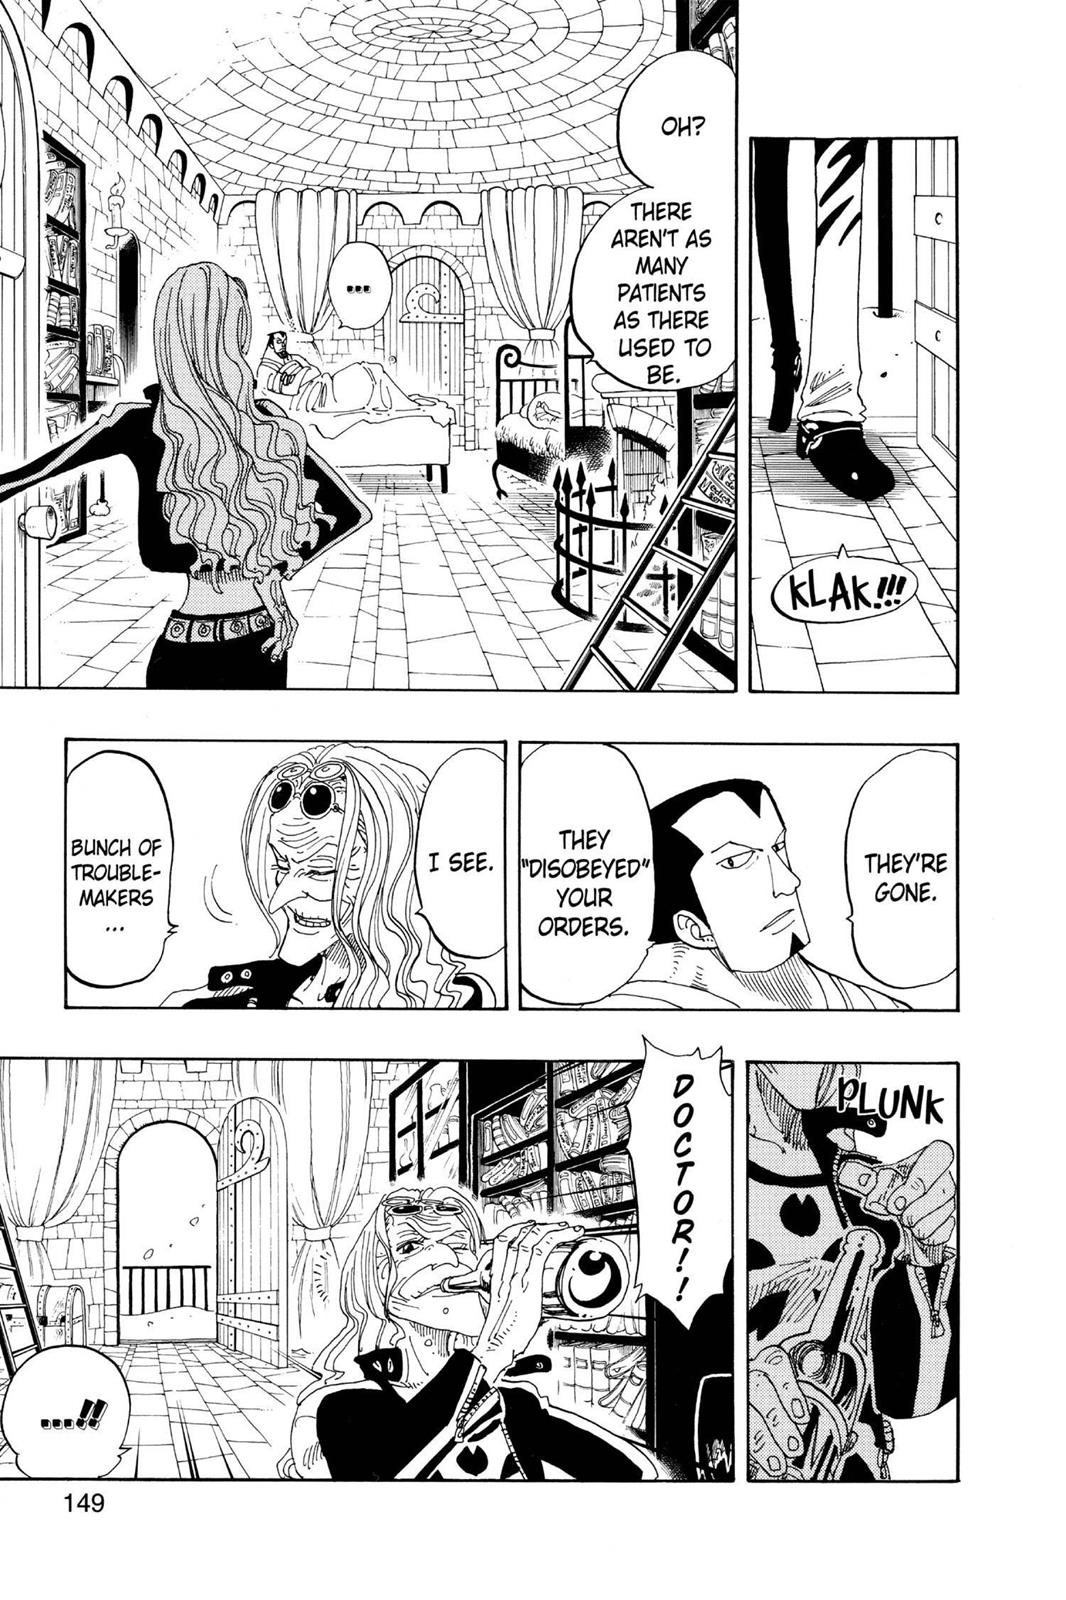 KLAK!!!
OH?
THERE
AREN'T AS
MANY
PATIENTS
AS THERE
USED TO
BE.
...
THEY'RE
GONE.
THEY
"DISOBEYED"
YOUR
ORDERS.
I SEE.
BUNCH OF
TROUBLE-
MAKERS
...
PLUNK
DOCTOR!!
....!!
149